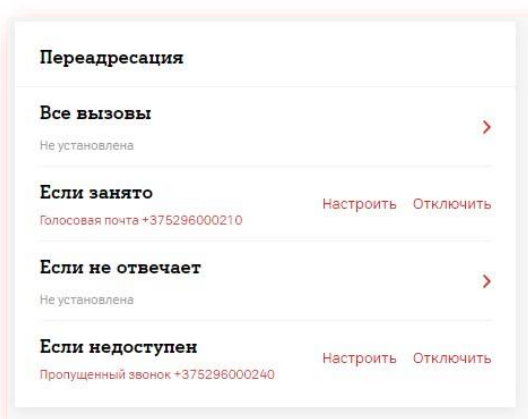 Переадресация
Все вызовы
Не установлена
Если занято
Голосовая почта +375296000210
Настроить Отключить
Если не отвечает
Не установлена
Если недоступен
Пропущенный звонок +375296000240
Настроить Отключить